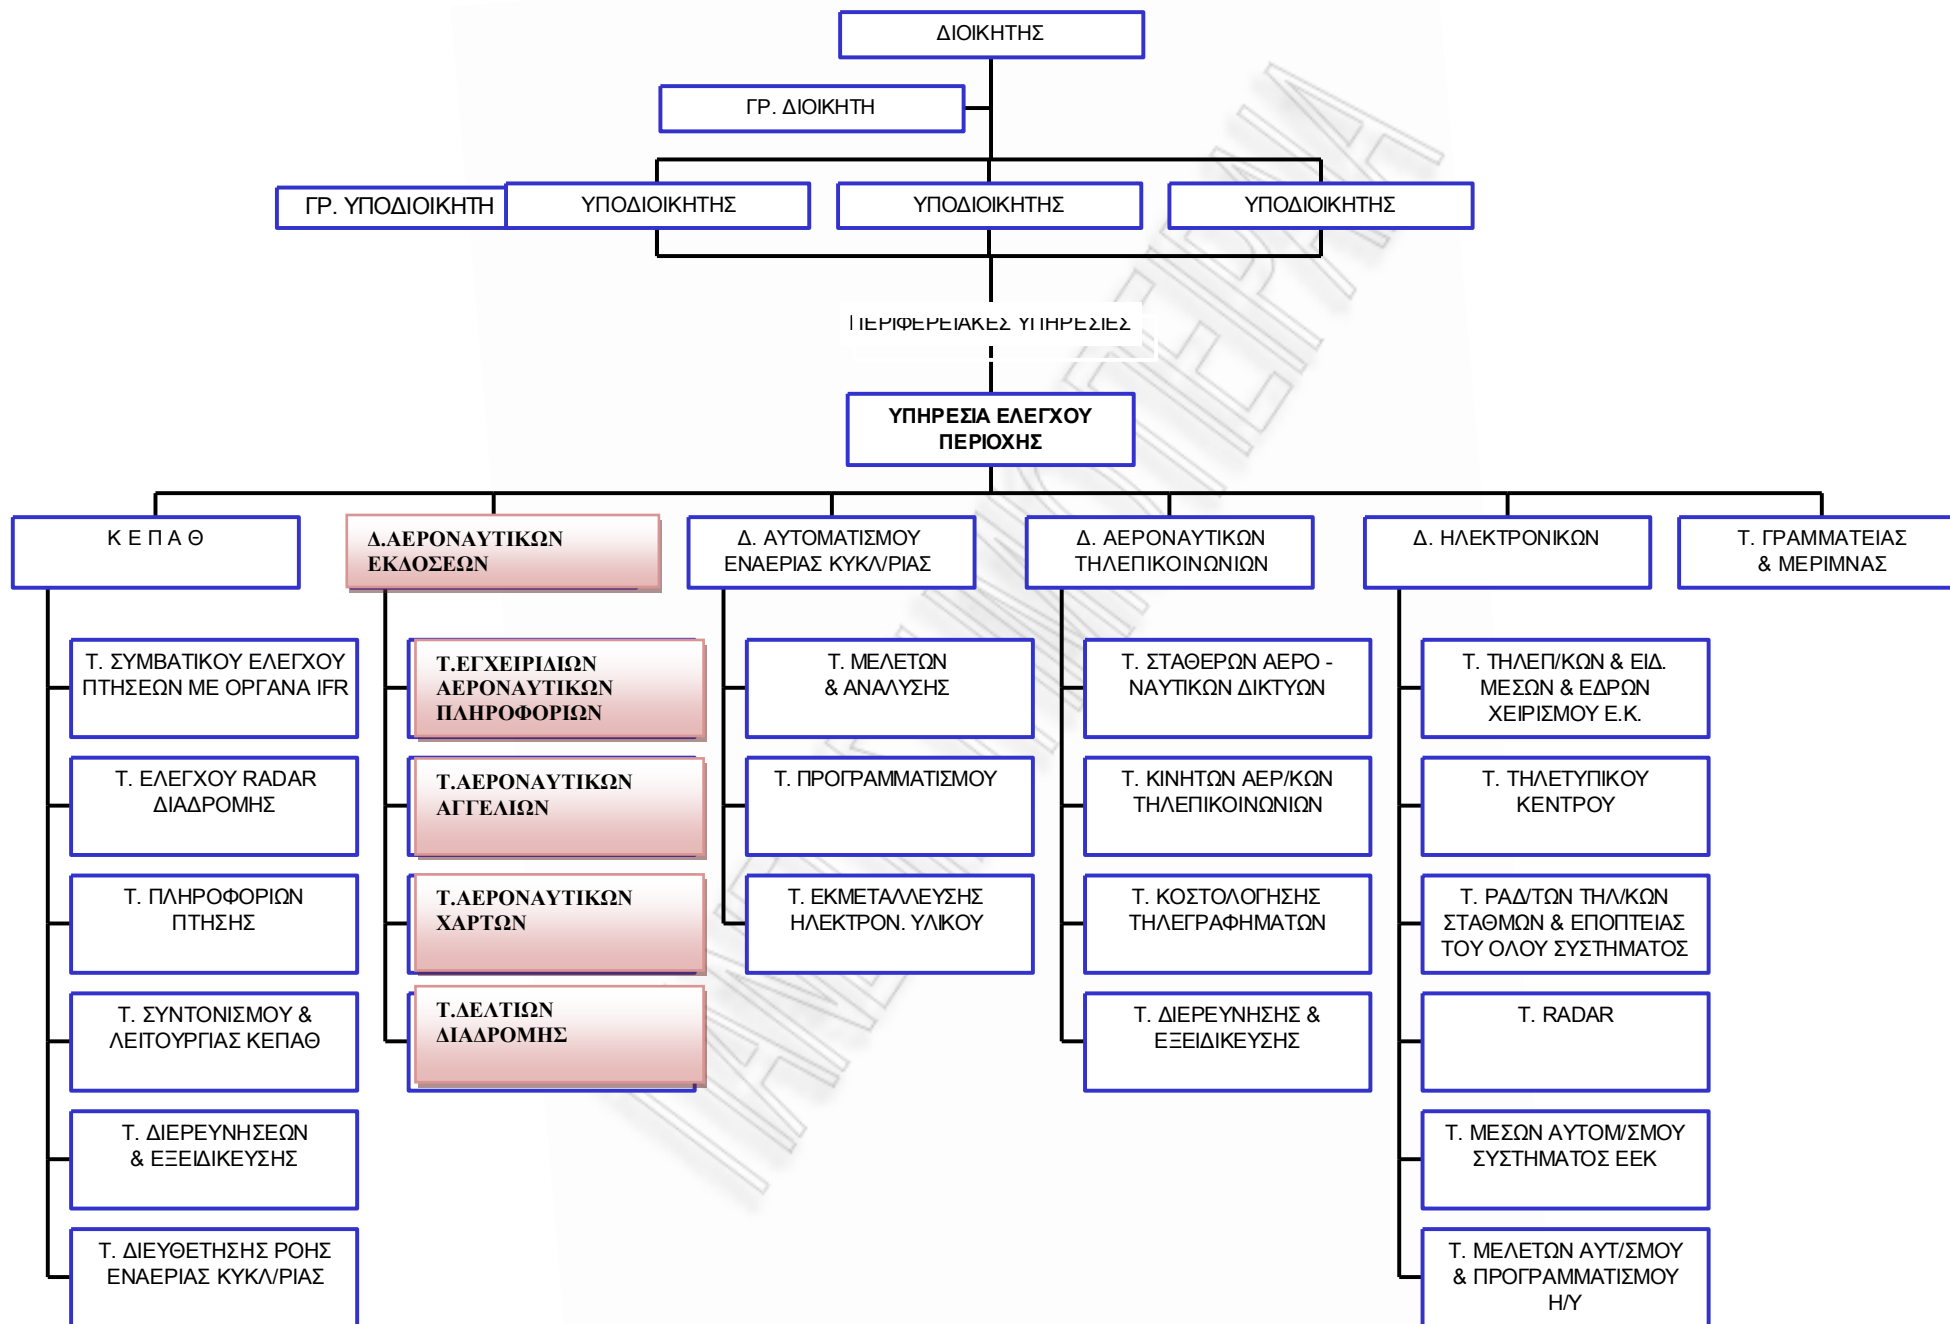 ΔΙΟΙΚΗΤΗΣ
ΓΡ. ΔΙΟΙΚΗΤΗ
ΓΡ. ΥΠΟΔΙΟΙΚΗΤΗ
ΥΠΟΔΙΟΙΚΗΤΗΣ
ΥΠΟΔΙΟΙΚΗΤΗΣ
ΥΠΟΔΙΟΙΚΗΤΗΣ
ΠΕΡΙΦΕΡΕΙΑΚΕΣ ΥΠΗΡΕΣΙΕΣ
ΥΠΗΡΕΣΙΑ ΕΛΕΓΧΟΥ
ΠΕΡΙΟΧΗΣ
Κ Ε Π Α Θ
Τ. ΣΥΜΒΑΤΙΚΟΥ ΕΛΕΓΧΟΥ
ΠΤΗΣΕΩΝ ΜΕ ΟΡΓΑΝΑ IFR
Τ. ΕΛΕΓΧΟΥ RADAR
ΔΙΑΔΡΟΜΗΣ
Τ. ΠΛΗΡΟΦΟΡΙΩΝ
ΠΤΗΣΗΣ
Τ. ΣΥΝΤΟΝΙΣΜΟΥ &
ΛΕΙΤΟΥΡΓΙΑΣ ΚΕΠΑΘ
Τ. ΔΙΕΡΕΥΝΗΣΕΩΝ
& ΕΞΕΙΔΙΚΕΥΣΗΣ
Τ. ΔΙΕΥΘΕΤΗΣΗΣ ΡΟΗΣ
ΕΝΑΕΡΙΑΣ ΚΥΚΛ/ΡΙΑΣ
Δ.ΑΕΡΟΝΑΥΤΙΚΩΝ
ΕΚΔΟΣΕΩΝ
Τ.ΕΓΧΕΙΡΙΔΙΩΝ
ΑΕΡΟΝΑΥΤΙΚΩΝ
ΠΛΗΡΟΦΟΡΙΩΝ
Τ.ΑΕΡΟΝΑΥΤΙΚΩΝ
ΑΓΓΕΛΙΩΝ
Τ.ΑΕΡΟΝΑΥΤΙΚΩΝ
ΧΑΡΤΩΝ
Τ.ΔΕΛΤΙΩΝ
ΔΙΑΔΡΟΜΗΣ
Δ. ΑΥΤΟΜΑΤΙΣΜΟΥ
ΕΝΑΕΡΙΑΣ ΚΥΚΛ/ΡΙΑΣ
Τ. ΜΕΛΕΤΩΝ
& ΑΝΑΛΥΣΗΣ
Τ. ΠΡΟΓΡΑΜΜΑΤΙΣΜΟΥ
Τ. ΕΚΜΕΤΑΛΛΕΥΣΗΣ
ΗΛΕΚΤΡΟΝ. ΥΛΙΚΟΥ
Δ. ΑΕΡΟΝΑΥΤΙΚΩΝ
ΤΗΛΕΠΙΚΟΙΝΩΝΙΩΝ
Τ. ΣΤΑΘΕΡΩΝ ΑΕΡΟ -
ΝΑΥΤΙΚΩΝ ΔΙΚΤΥΩΝ
Τ. ΚΙΝΗΤΩΝ ΑΕΡ/ΚΩΝ
ΤΗΛΕΠΙΚΟΙΝΩΝΙΩΝ
Τ. ΚΟΣΤΟΛΟΓΗΣΗΣ
ΤΗΛΕΓΡΑΦΗΜΑΤΩΝ
Τ. ΔΙΕΡΕΥΝΗΣΗΣ &
ΕΞΕΙΔΙΚΕΥΣΗΣ
Δ. ΗΛΕΚΤΡΟΝΙΚΩΝ
Τ. ΤΗΛΕΠ/ΚΩΝ & ΕΙΔ.
ΜΕΣΩΝ & ΕΔΡΩΝ
ΧΕΙΡΙΣΜΟΥ Ε.Κ.
Τ. ΤΗΛΕΤΥΠΙΚΟΥ
ΚΕΝΤΡΟΥ
Τ. ΡΑΔ/ΤΩΝ ΤΗΛ/ΚΩΝ
ΣΤΑΘΜΩΝ & ΕΠΟΠΤΕΙΑΣ
ΤΟΥ ΟΛΟΥ ΣΥΣΤΗΜΑΤΟΣ
Τ. RADAR
Τ. ΜΕΣΩΝ ΑΥΤΟΜ/ΣΜΟΥ
ΣΥΣΤΗΜΑΤΟΣ ΕΕΚ
Τ. ΜΕΛΕΤΩΝ ΑΥΤ/ΣΜΟΥ
& ΠΡΟΓΡΑΜΜΑΤΙΣΜΟΥ
Η/Υ
Τ. ΓΡΑΜΜΑΤΕΙΑΣ
& ΜΕΡΙΜΝΑΣ